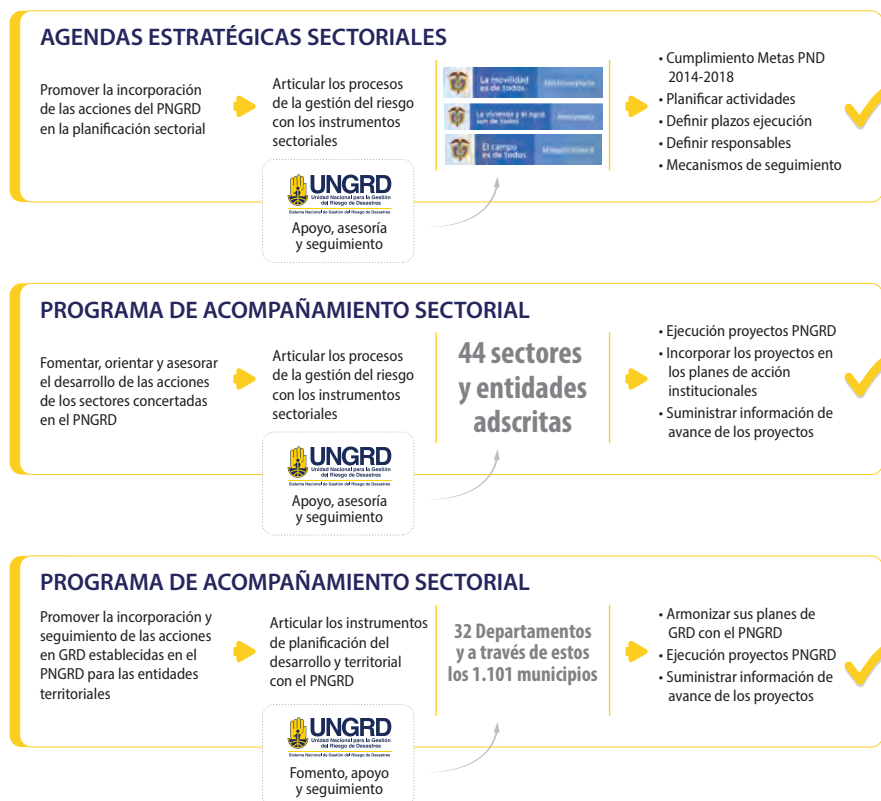 AGENDAS ESTRATÉGICAS SECTORIALES
Promover la incorporación
de las acciones del PNGRD
en la planificación sectorial
Articular los procesos
de la gestión del riesgo
con los instrumentos
sectoriales
UNGRD
Unidad Nacional para la Gestión
del Riesgo de Desastres
Sistema Nacional de Gestión del Riesgo de Desastres
Apoyo, asesoría
y seguimiento
La movilidad
es de todos
La vivienda y el agua
son de todos
El campo
es de todos
• Cumplimiento Metas PND
2014-2018
• Planificar actividades
• Definir plazos ejecución
• Definir responsables
• Mecanismos de seguimiento
PROGRAMA DE ACOMPAÑAMIENTO SECTORIAL
Fomentar, orientar y asesorar
el desarrollo de las acciones
de los sectores concertadas
en el PNGRD
Articular los procesos
de la gestión del riesgo
con los instrumentos
sectoriales
UNGRD
Unidad Nacional para la Gestión
del Riesgo de Desastres
Sistema Nacional de Gestión del Riesgo de Desastres
Apoyo, asesoría
y seguimiento
44 sectores
y entidades
adscritas
• Ejecución proyectos PNGRD
• Incorporar los proyectos en
los planes de acción
institucionales
• Suministrar información de
avance de los proyectos
PROGRAMA DE ACOMPAÑAMIENTO SECTORIAL
Promover la incorporación y
seguimiento de las acciones
en GRD establecidas en el
PNGRD para las entidades
territoriales
Articular los instrumentos
de planificación del
desarrollo y territorial
con el PNGRD
UNGRD
Unidad Nacional para la Gestión
del Riesgo de Desastres
Sistema Nacional de Gestión del Riesgo de Desastres
Fomento, apoyo
y seguimiento
32 Departamentos
y a través de estos
los 1.101 municipios
• Armonizar sus planes de
GRD con el PNGRD
• Ejecución proyectos PNGRD
• Suministrar información de
avance de los proyectos